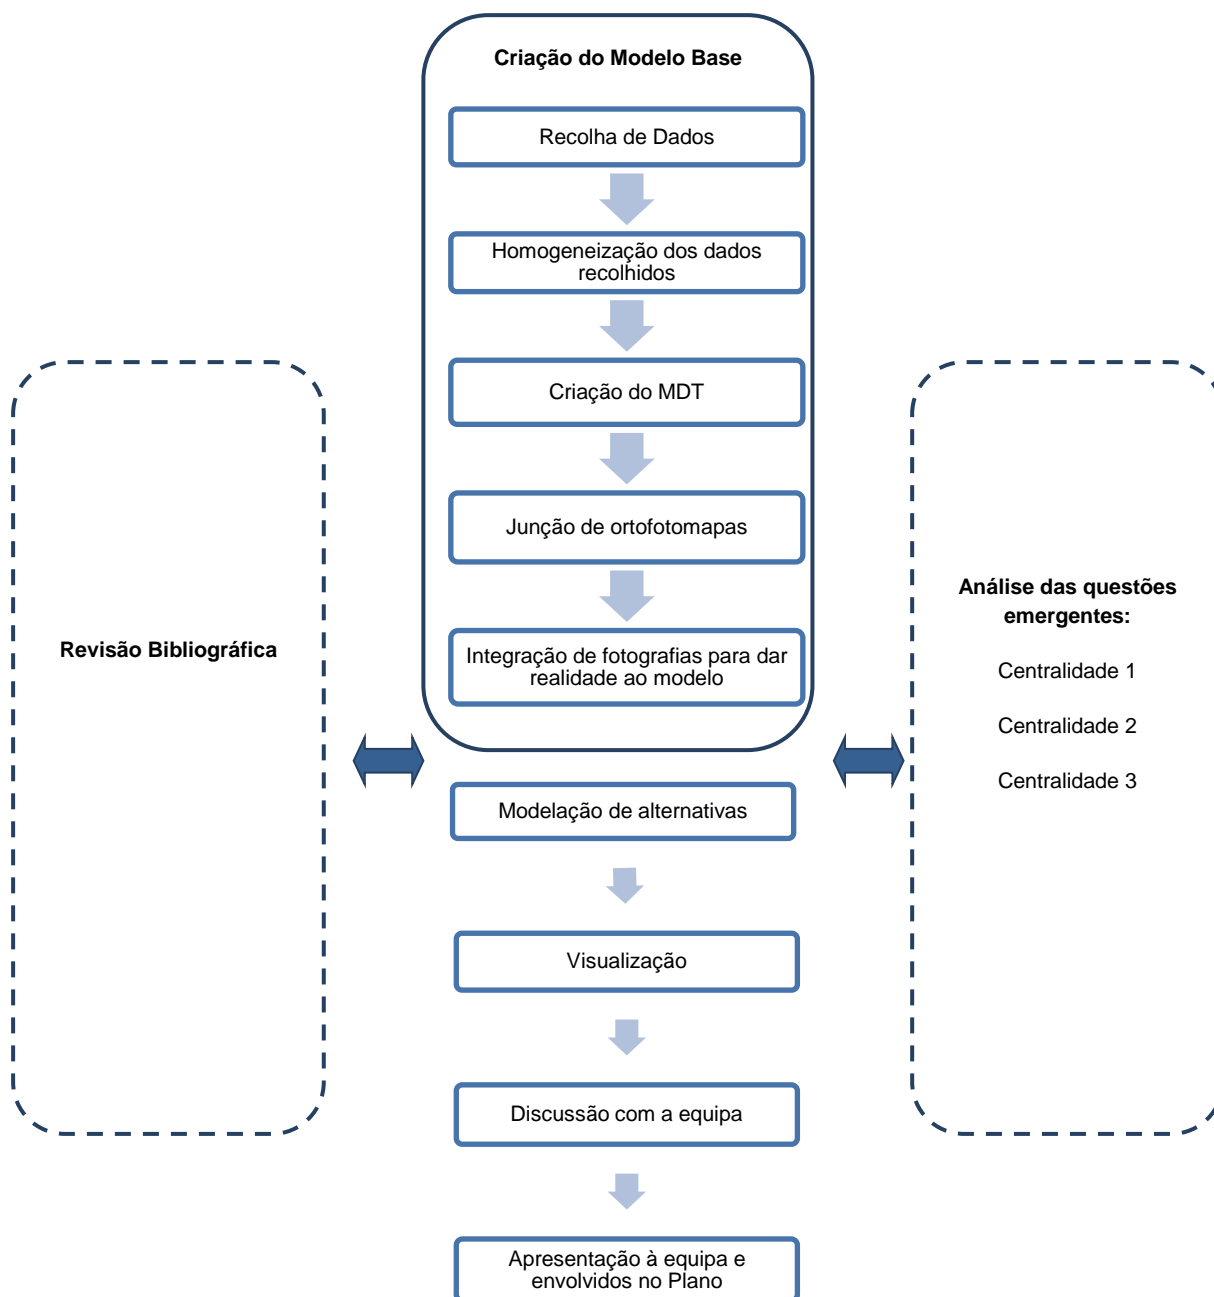 Criação do Modelo Base
Recolha de Dados
Homogeneização dos dados
recolhidos
Criação do MDT
Junção de ortofotomapas
Integração de fotografias para dar
realidade ao modelo
Revisão Bibliográfica
Análise das questões
emergentes:
Centralidade 1
Centralidade 2
Centralidade 3
Modelação de alternativas
Visualização
Discussão com a equipa
Apresentação à equipa e
envolvidos no Plano